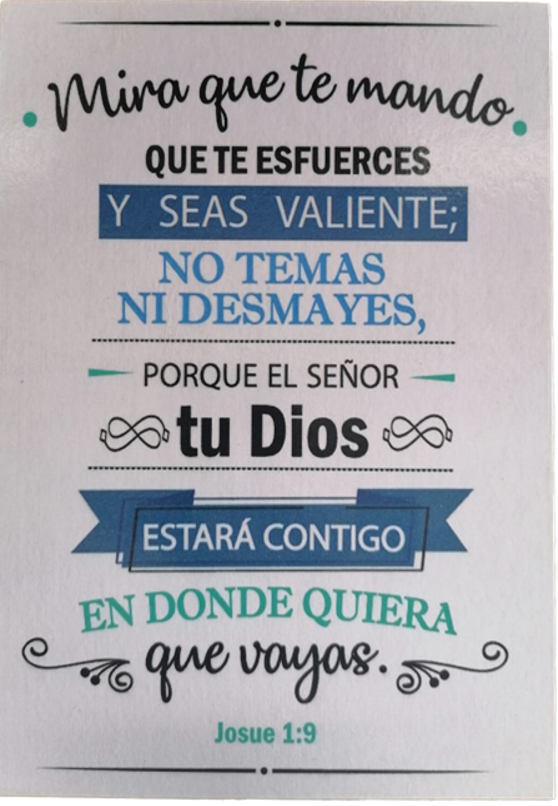 Mira que te mando
QUE TE ESFUERCES
Y SEAS VALIENTE;
NO TEMAS
NI DESMAYES,
PORQUE EL SEÑOR
tu Dios
ESTARÁ CONTIGO
EN DONDE QUIERA
que vayas.
Josue 1:9